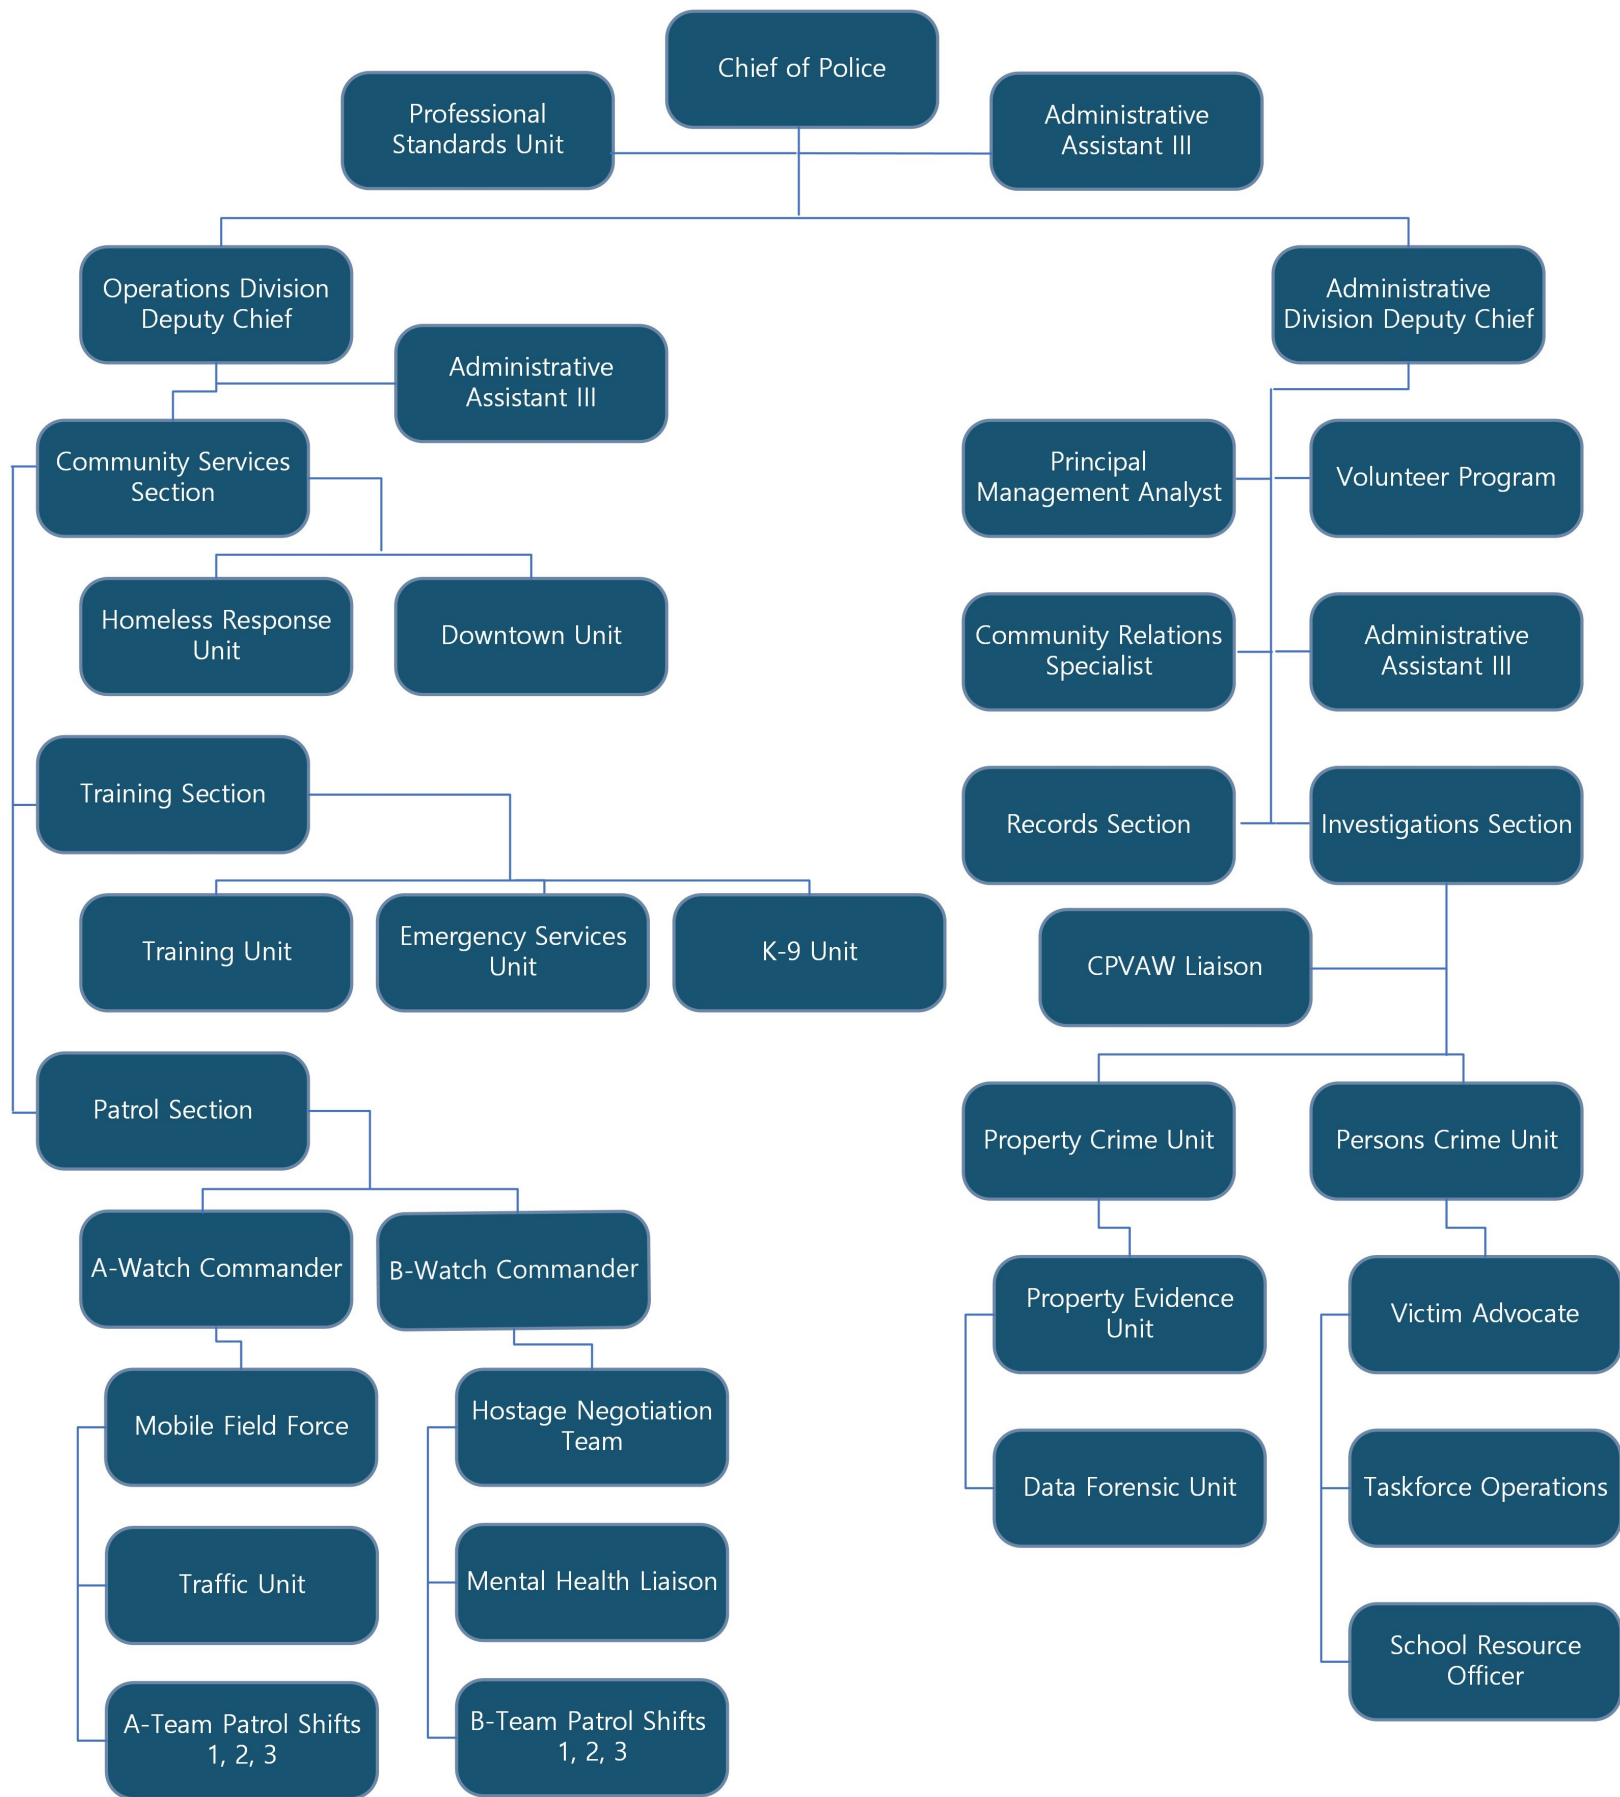 Chief of Police
Professional
Standards Unit
Administrative
Assistant III
Operations Division
Deputy Chief
Administrative
Division Deputy Chief
Administrative
Assistant III
Community Services
Section
Principal
Management Analyst
Volunteer Program
Homeless Response
Unit
Downtown Unit
Community Relations
Specialist
Administrative
Assistant III
Training Section
Records Section
Investigations Section
Training Unit
Emergency Services
Unit
K-9 Unit
CPVAW Liaison
Patrol Section
Property Crime Unit
Persons Crime Unit
A-Watch Commander
B-Watch Commander
Property Evidence
Unit
Victim Advocate
Mobile Field Force
Hostage Negotiation
Team
Data Forensic Unit
Taskforce Operations
Traffic Unit
Mental Health Liaison
School Resource
Officer
A-Team Patrol Shifts
1, 2, 3
B-Team Patrol Shifts
1, 2, 3